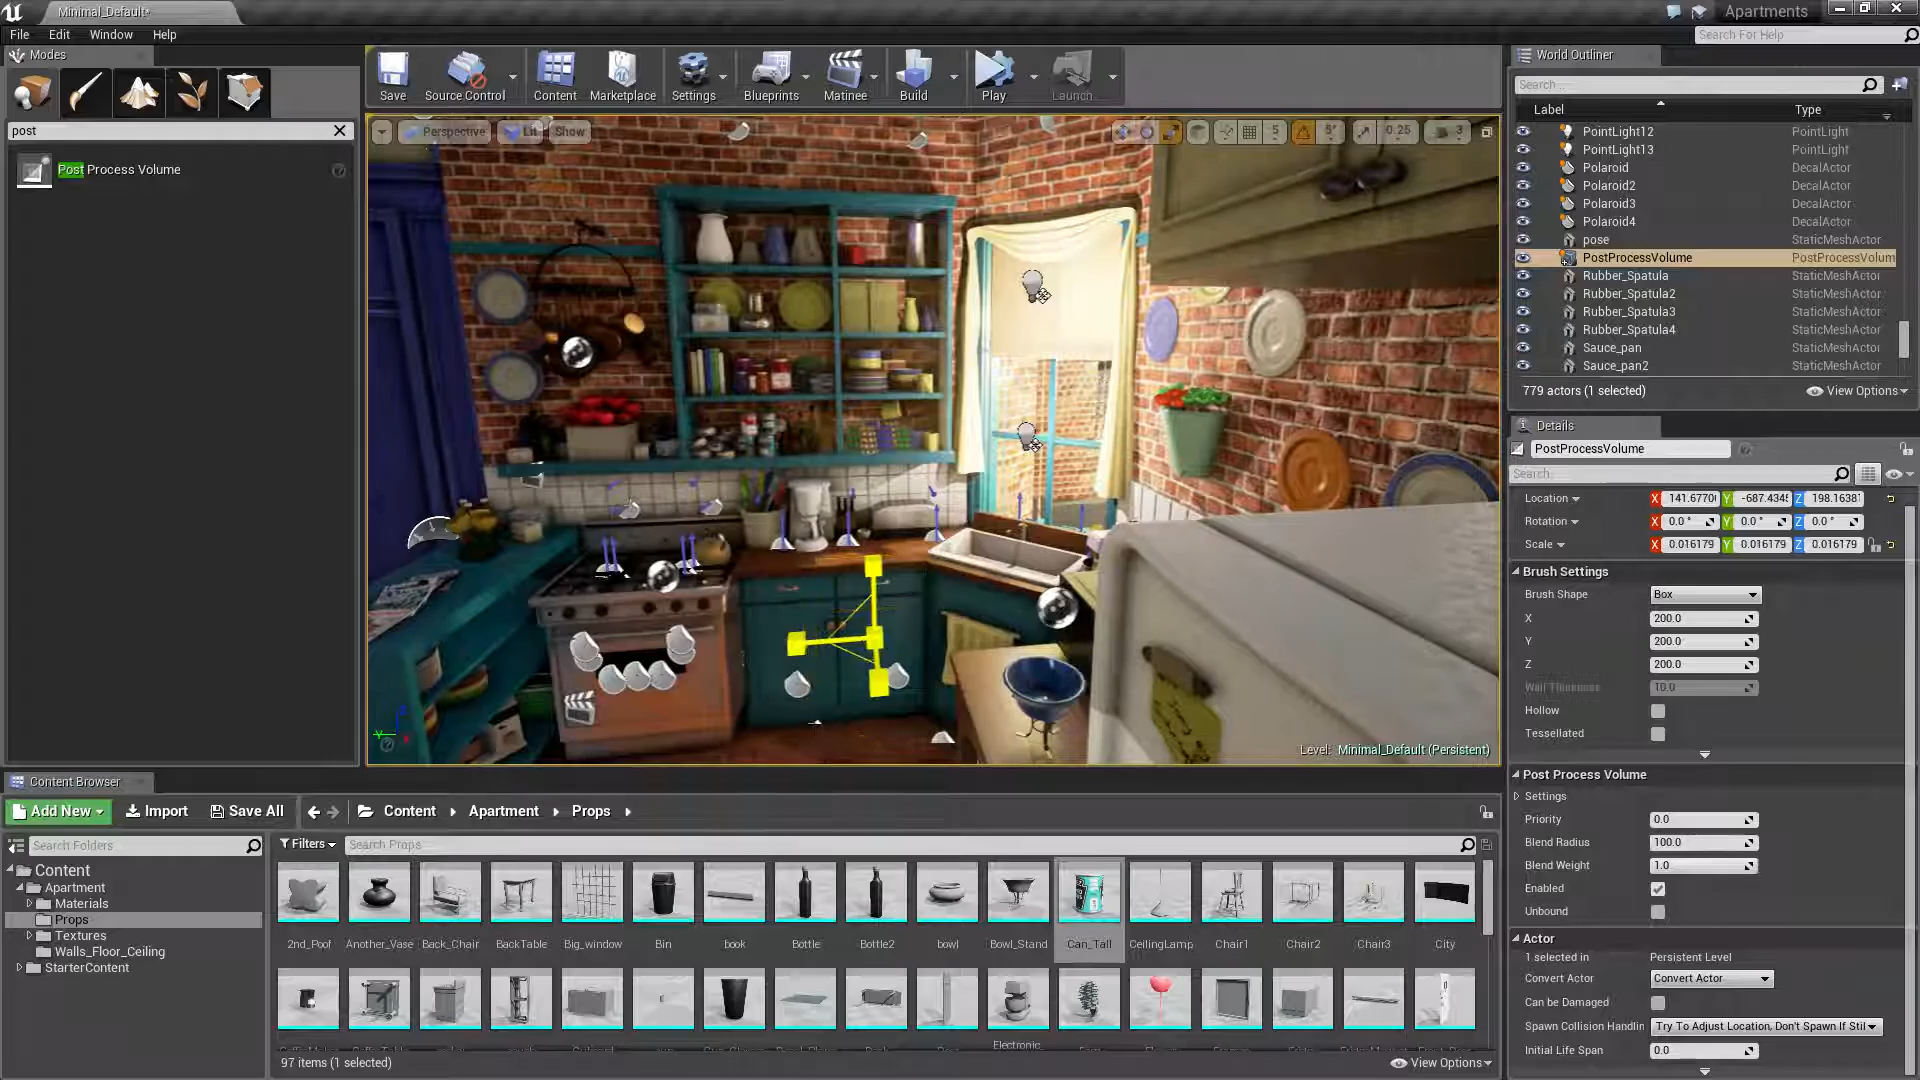 Minimal_Default*
Apartments
File Edit Window Help
Search For Help
Modes
post
Post Process Volume
Save
Source Control
Content
Marketplace
Settings
Blueprints
Matinee
Build
Play
Launch
Perspective
Lit
Show
5
5°
0.25
3
Level: Minimal_Default (Persistent)
World Outliner
Search...
Label Type
PointLight12 PointLight
PointLight13 PointLight
Polaroid DecalActor
Polaroid2 DecalActor
Polaroid3 DecalActor
Polaroid4 DecalActor
pose StaticMeshActor
PostProcessVolume PostProcessVolum
Rubber_Spatula StaticMeshActor
Rubber_Spatula2 StaticMeshActor
Rubber_Spatula3 StaticMeshActor
Rubber_Spatula4 StaticMeshActor
Sauce_pan StaticMeshActor
Sauce_pan2 StaticMeshActor
779 actors (1 selected)
View Options
Details
PostProcessVolume
Search
Location X 141.6770 Y -687.434 Z 198.1638
Rotation X 0.0 ° Y 0.0 ° Z 0.0 °
Scale X 0.016179 Y 0.016179 Z 0.016179
Brush Settings
Brush Shape Box
X 200.0
Y 200.0
Z 200.0
Wall Thickness 10.0
Hollow
Tessellated
Post Process Volume
Settings
Priority 0.0
Blend Radius 100.0
Blend Weight 1.0
Enabled
Unbound
Actor
1 selected in Persistent Level
Convert Actor Convert Actor
Can be Damaged
Spawn Collision Handlin Try To Adjust Location, Don't Spawn If Stil
Initial Life Span 0.0
Content Browser
Add New
Import
Save All
Content
Apartment
Props
Search Folders
Filters
Search Props
Content
Apartment
Materials
Props
Textures
Walls_Floor_Ceiling
StarterContent
2nd_Poof
Another_Vase
Back_Chair
BackTable
Big_window
Bin
book
Bottle
Bottle2
bowl
Bowl_Stand
Can_Tall
CeilingLamp
Chair1
Chair2
Chair3
City
Electronic
97 items (1 selected)
View Options